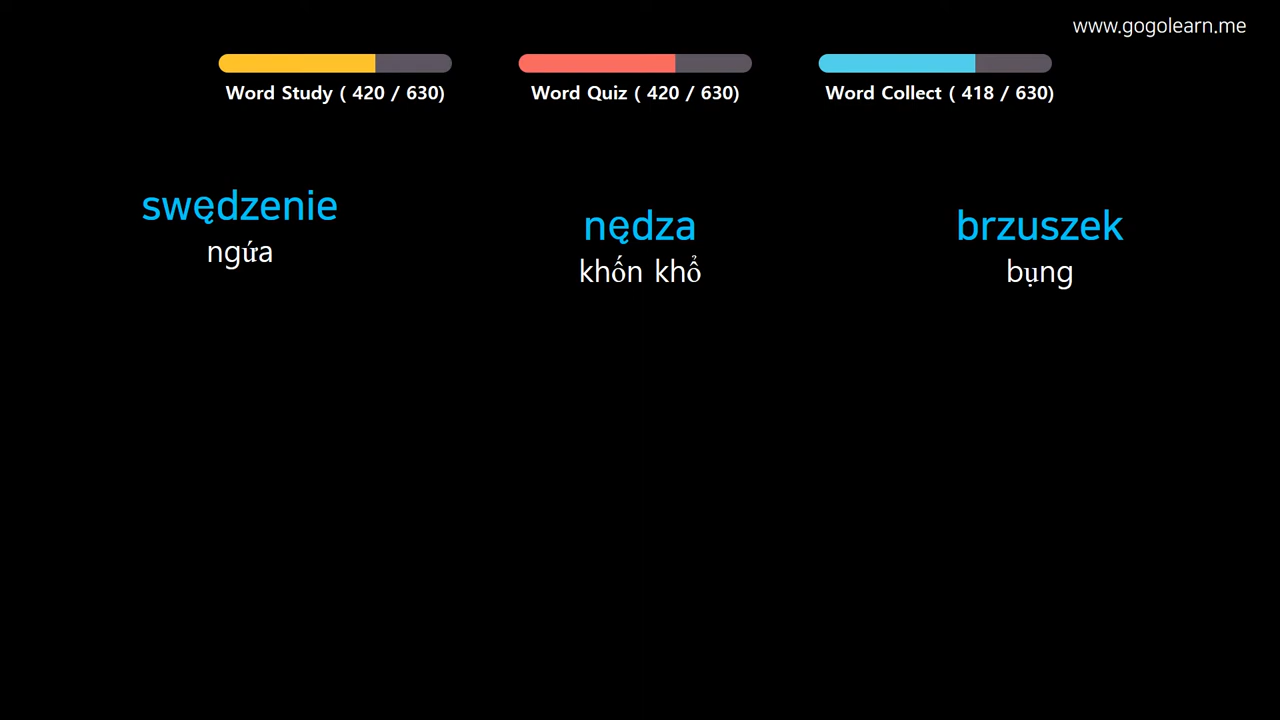 www.gogolearn.me
Word Study ( 420 / 630)
Word Quiz ( 420 / 630)
Word Collect ( 418 / 630)
swędzenie
ngứa
nędza
khốn khổ
brzuszek
bụng